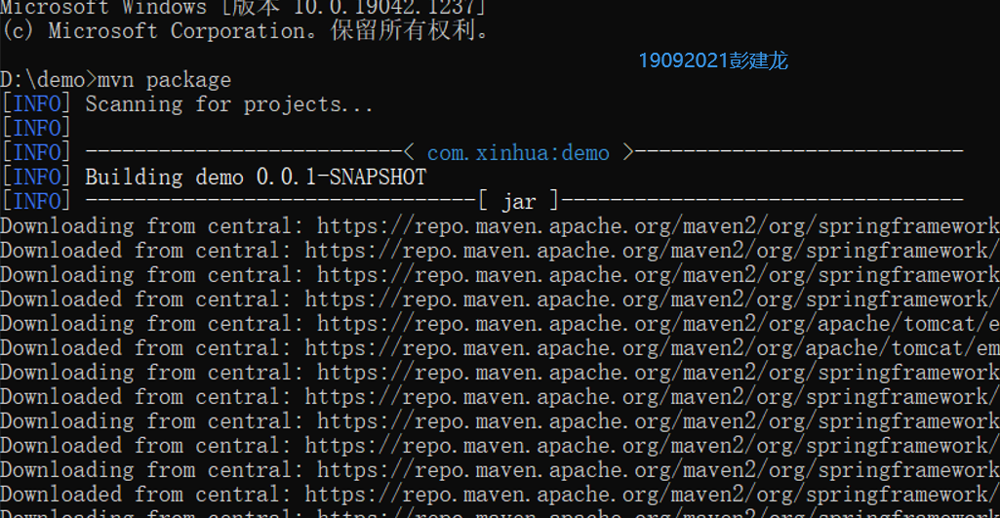 Microsoft Windows [版本 10.0.19042.1237]
(c) Microsoft Corporation。保留所有权利。
19092021彭建龙
D:\demo>mvn package
[INFO] Scanning for projects...
[INFO]
[INFO] --------------------------< com.xinhua:demo >---------------------------
[INFO] Building demo 0.0.1-SNAPSHOT
[INFO] --------------------------------[ jar ]---------------------------------
Downloading from central: https://repo.maven.apache.org/maven2/org/springframework
Downloaded from central: https://repo.maven.apache.org/maven2/org/springframework/
Downloading from central: https://repo.maven.apache.org/maven2/org/springframework
Downloaded from central: https://repo.maven.apache.org/maven2/org/springframework/
Downloading from central: https://repo.maven.apache.org/maven2/org/apache/tomcat/e
Downloaded from central: https://repo.maven.apache.org/maven2/org/apache/tomcat/em
Downloading from central: https://repo.maven.apache.org/maven2/org/springframework
Downloaded from central: https://repo.maven.apache.org/maven2/org/springframework/
Downloading from central: https://repo.maven.apache.org/maven2/org/springframework
Downloaded from central: https://repo.maven.apache.org/maven2/org/springframework/
Downloading from central: https://repo.maven.apache.org/maven2/org/springframework
Downloaded from central: https://repo.maven.apache.org/maven2/org/springframework/